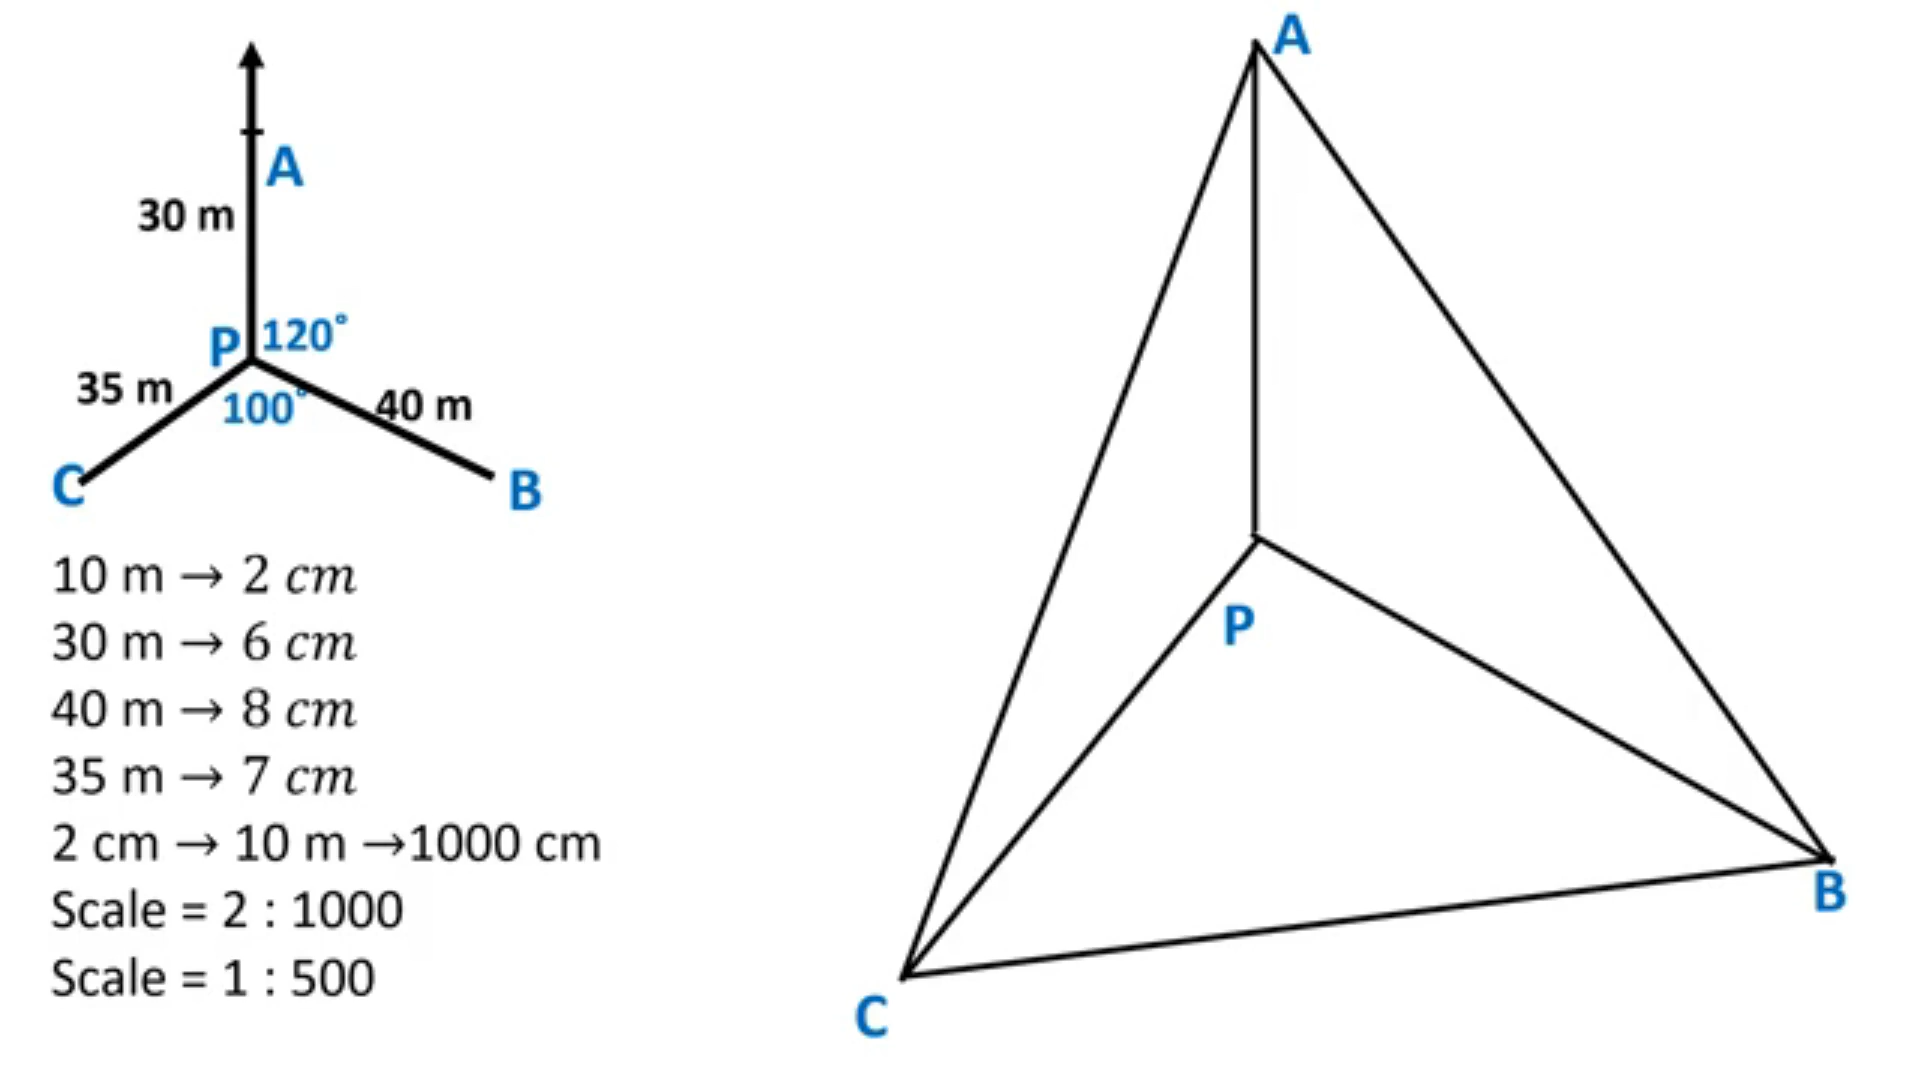 A
30 m
P 120°
35 m
100°
40 m
C
B
10 m → 2 cm
30 m → 6 cm
40 m → 8 cm
35 m → 7 cm
2 cm → 10 m →1000 cm
Scale = 2 : 1000
Scale = 1 : 500
A
P
B
C